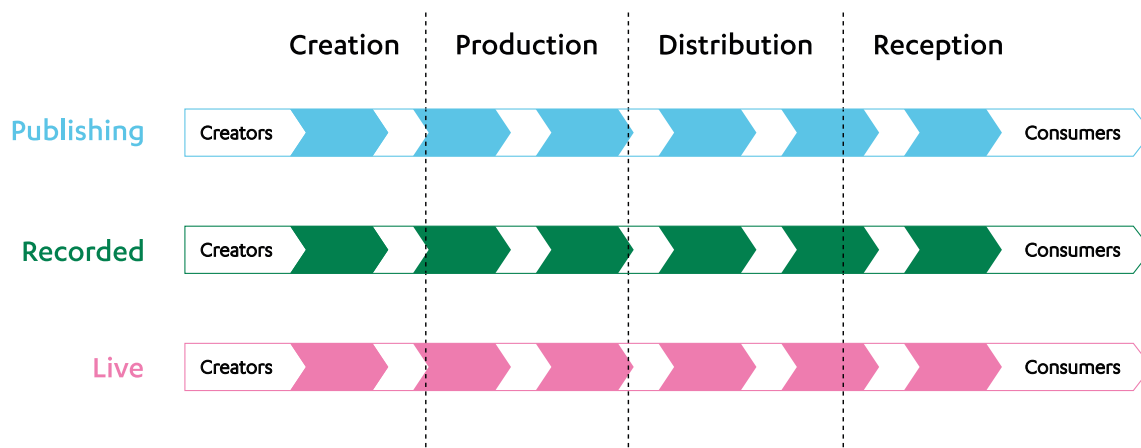 Creation Production Distribution Reception
Publishing Creators Consumers
Recorded Creators Consumers
Live Creators Consumers